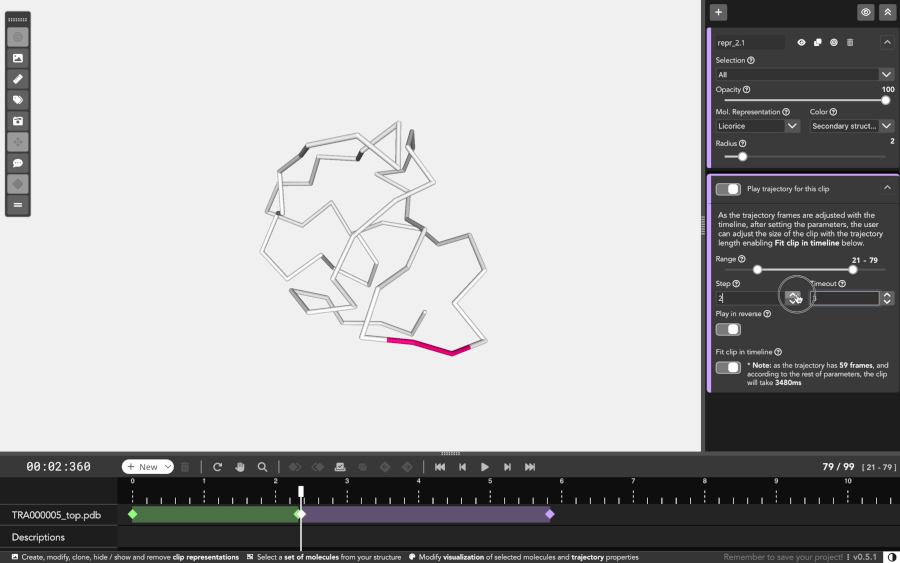 repr_2.1
Selection
All
Opacity
100
Mol. Representation
Color
Licorice
Secondary struct...
Radius
2
Play trajectory for this clip
As the trajectory frames are adjusted with the
timeline, after setting the parameters, the user
can adjust the size of the clip with the trajectory
length enabling Fit clip in timeline below.
Range
21 - 79
Step
Timeout
2
Play in reverse
Fit clip in timeline
* Note: as the trajectory has 59 frames, and
according to the rest of parameters, the clip
will take 3480ms
00:02:360
+ New
79 / 99 [ 21 - 79 ]
0 1 2 3 4 5 6 7 8 9 10
TRA000005_top.pdb
Descriptions
Create, modify, clone, hide / show and remove clip representations
Select a set of molecules from your structure
Modify visualization of selected molecules and trajectory properties
Remember to save your project!
v0.5.1